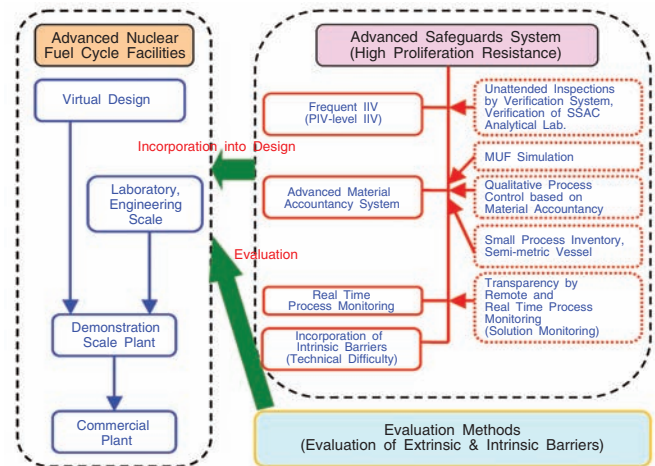 Advanced Nuclear
Fuel Cycle Facilities
Virtual Design
Laboratory,
Engineering
Scale
Demonstration
Scale Plant
Commercial
Plant
Incorporation into Design
Evaluation
Advanced Safeguards System
(High Proliferation Resistance)
Frequent IIV
(PIV-level IIV)
Advanced Material
Accountancy System
Real Time
Process Monitoring
Incorporation of
Intrinsic Barriers
(Technical Difficulty)
Unattended Inspections
by Verification System,
Verification of SSAC
Analytical Lab.
MUF Simulation
Qualitative Process
Control based on
Material Accountancy
Small Process Inventory,
Semi-metric Vessel
Transparency by
Remote and
Real Time Process
Monitoring
(Solution Monitoring)
Evaluation Methods
(Evaluation of Extrinsic & Intrinsic Barriers)